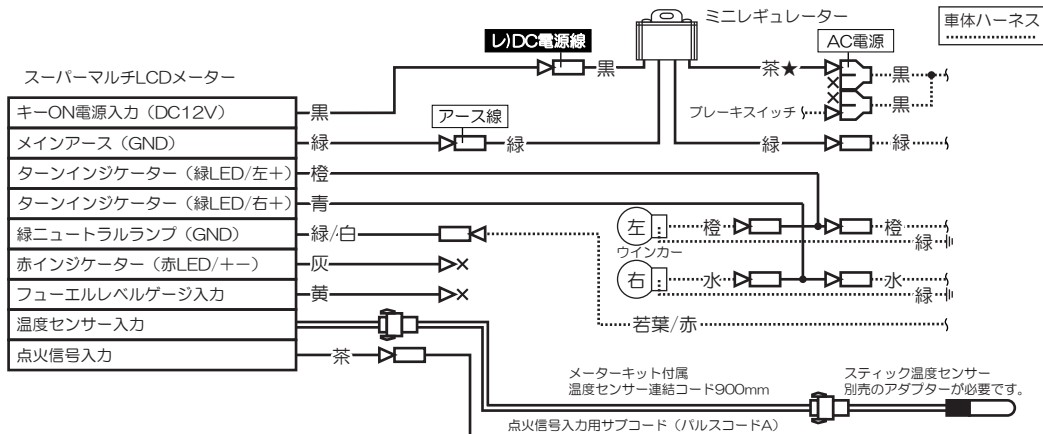 ミニレギュレーター
車体ハーネス
レ)DC電源線
AC電源
黒
茶★
黒
スーパーマルチLCDメーター
キーON電源入力（DC12V）
黒
アース線
ブレーキスイッチ
黒
メインアース（GND）
緑
緑
緑
緑
ターンインジケーター（緑LED/左＋）
橙
ターンインジケーター（緑LED/右＋）
青
緑ニュートラルランプ（GND）
緑/白
左
橙
橙
緑
ウインカー
赤インジケーター（赤LED/＋−）
灰
右
水
水
緑
フューエルレベルゲージ入力
黄
温度センサー入力
若葉/赤
点火信号入力
茶
メーターキット付属
温度センサー連結コード900mm
スティック温度センサー
別売のアダプターが必要です。
点火信号入力用サブコード（パルスコードA）